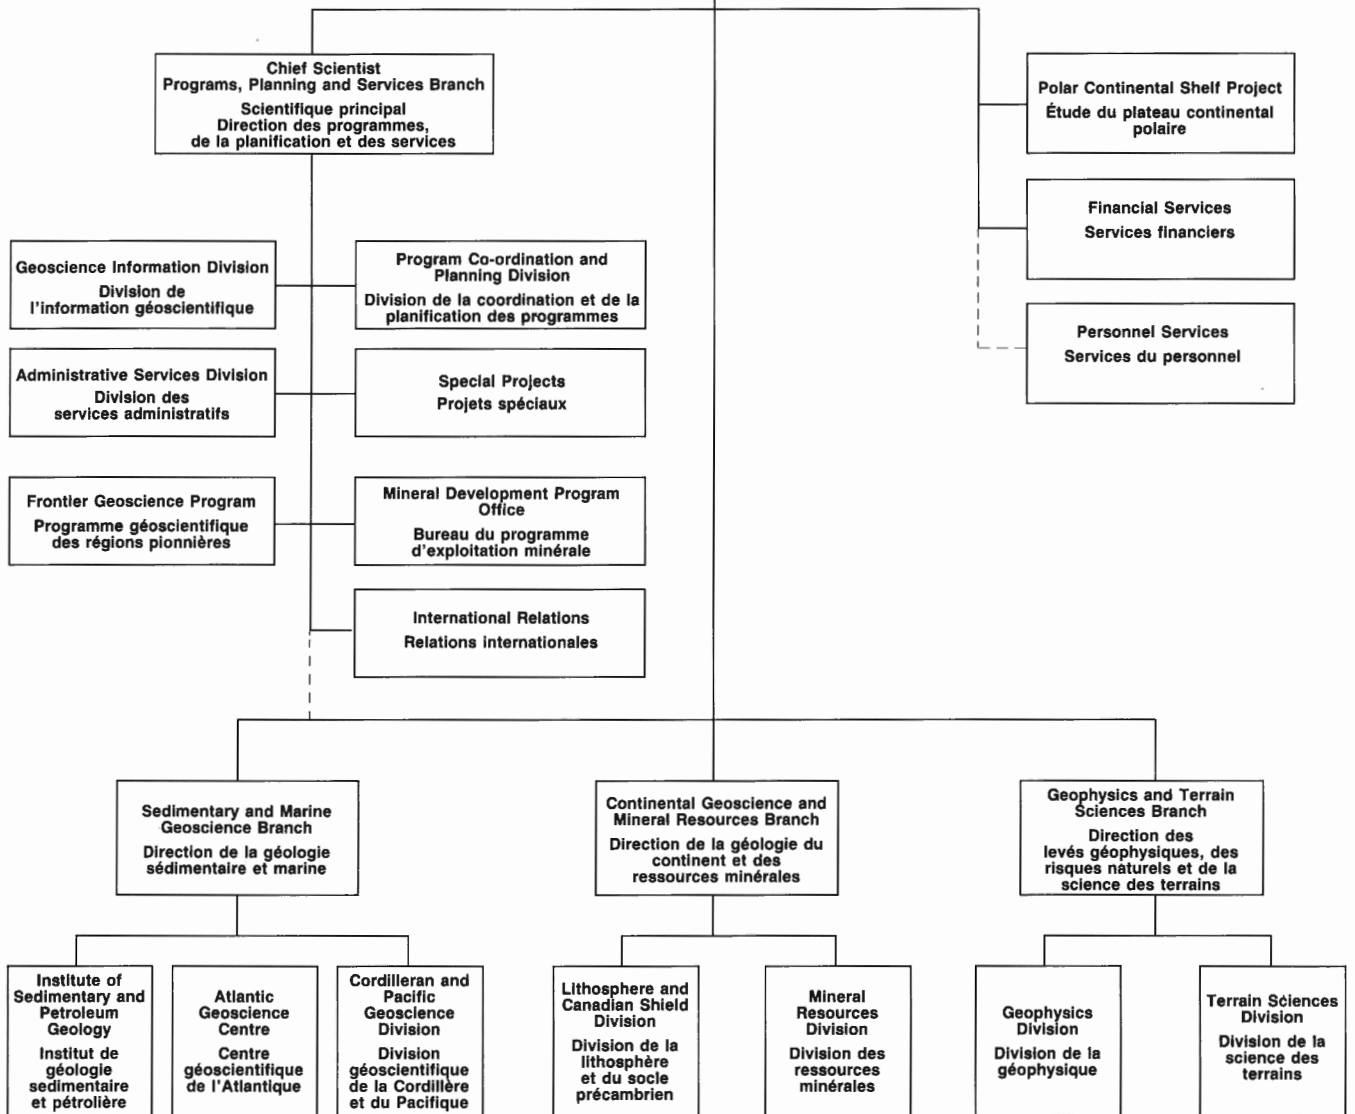 Chief Scientist
Programs, Planning and Services Branch
Scientifique principal
Direction des programmes,
de la planification et des services
Polar Continental Shelf Project
Étude du plateau continental
polaire
Financial Services
Services financiers
Personnel Services
Services du personnel
Geoscience Information Division
Division de
l'information géoscientifique
Program Co-ordination and
Planning Division
Division de la coordination et de la
planification des programmes
Administrative Services Division
Division des
services administratifs
Special Projects
Projets spéciaux
Frontier Geoscience Program
Programme géoscientifique
des régions pionnières
Mineral Development Program
Office
Bureau du programme
d'exploitation minérale
International Relations
Relations internationales
Sedimentary and Marine
Geoscience Branch
Direction de la géologie
sédimentaire et marine
Continental Geoscience and
Mineral Resources Branch
Direction de la géologie du
continent et des
ressources minérales
Geophysics and Terrain
Sciences Branch
Direction des
levés géophysiques, des
risques naturels et de la
science des terrains
Institute of
Sedimentary and
Petroleum
Geology
Institut de
géologie
sedimentaire
et pétrolière
Atlantic
Geoscience
Centre
Centre
géoscientifique
de l'Atlantique
Cordilleran and
Pacific
Geoscience
Division
Division
géoscientifique
de la Cordillère
et du Pacifique
Lithosphere and
Canadian Shield
Division
Division de la
lithosphère
et du socle
précambrien
Mineral
Resources
Division
Division des
ressources
minérales
Geophysics
Division
Division de la
géophysique
Terrain Sciences
Division
Division de la
science des
terrains